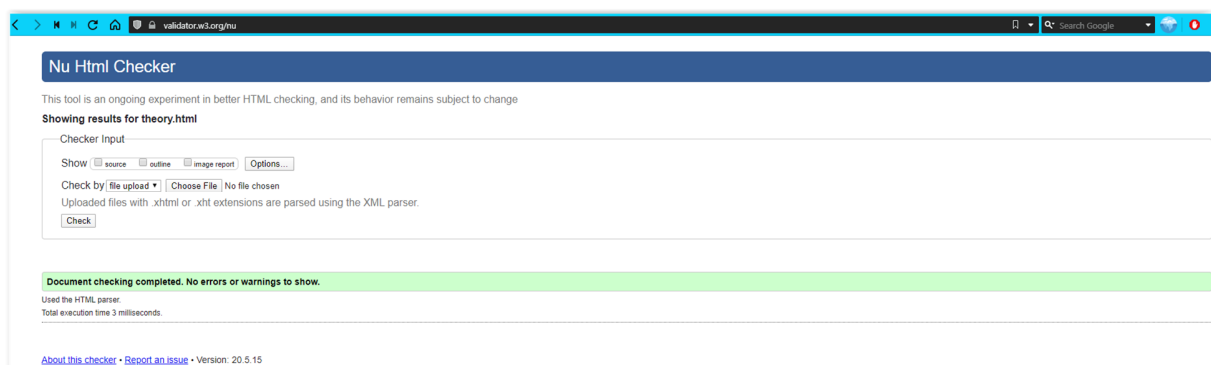 validator.w3.org/nu
Search Google
Nu Html Checker
This tool is an ongoing experiment in better HTML checking, and its behavior remains subject to change
Showing results for theory.html
Checker Input
Show source outline image report Options...
Check by file upload Choose File No file chosen
Uploaded files with .xhtml or .xht extensions are parsed using the XML parser.
Check
Document checking completed. No errors or warnings to show.
Used the HTML parser.
Total execution time 3 milliseconds.
About this checker • Report an issue • Version: 20.5.15